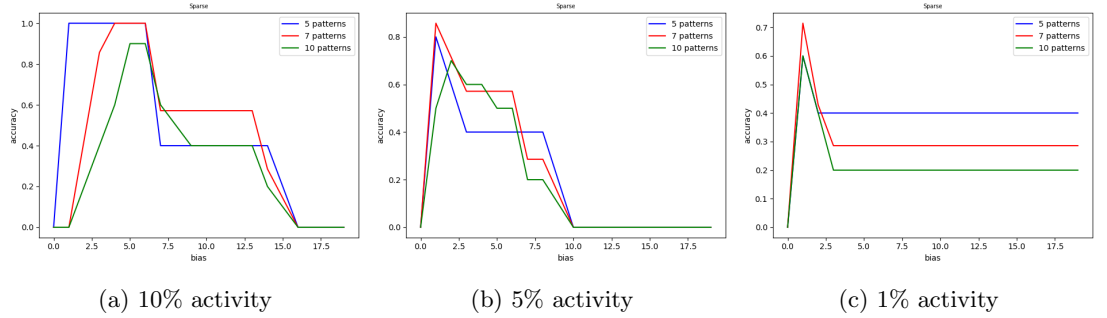 Sparse
1.0
0.8
0.6
0.4
0.2
0.0
accuracy
5 patterns
7 patterns
10 patterns
0.0 2.5 5.0 7.5 10.0 12.5 15.0 17.5
bias
(a) 10% activity
Sparse
0.8
0.6
0.4
0.2
0.0
accuracy
5 patterns
7 patterns
10 patterns
0.0 2.5 5.0 7.5 10.0 12.5 15.0 17.5
bias
(b) 5% activity
Sparse
0.7
0.6
0.5
0.4
0.3
0.2
0.1
0.0
accuracy
5 patterns
7 patterns
10 patterns
0.0 2.5 5.0 7.5 10.0 12.5 15.0 17.5
bias
(c) 1% activity